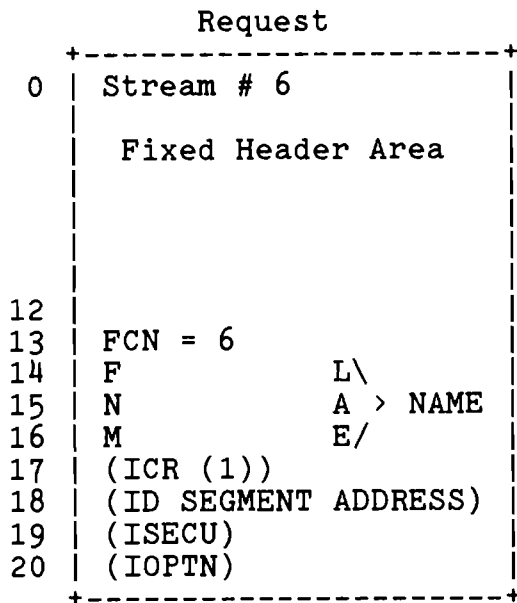 Request
+------------------------+
0 | Stream # 6 |
| Fixed Header Area |
12 | |
13 | FCN = 6 |
14 | F L\ |
15 | N A > NAME |
16 | M E/ |
17 | (ICR (1)) |
18 | (ID SEGMENT ADDRESS) |
19 | (ISECU) |
20 | (IOPTN) |
+------------------------+